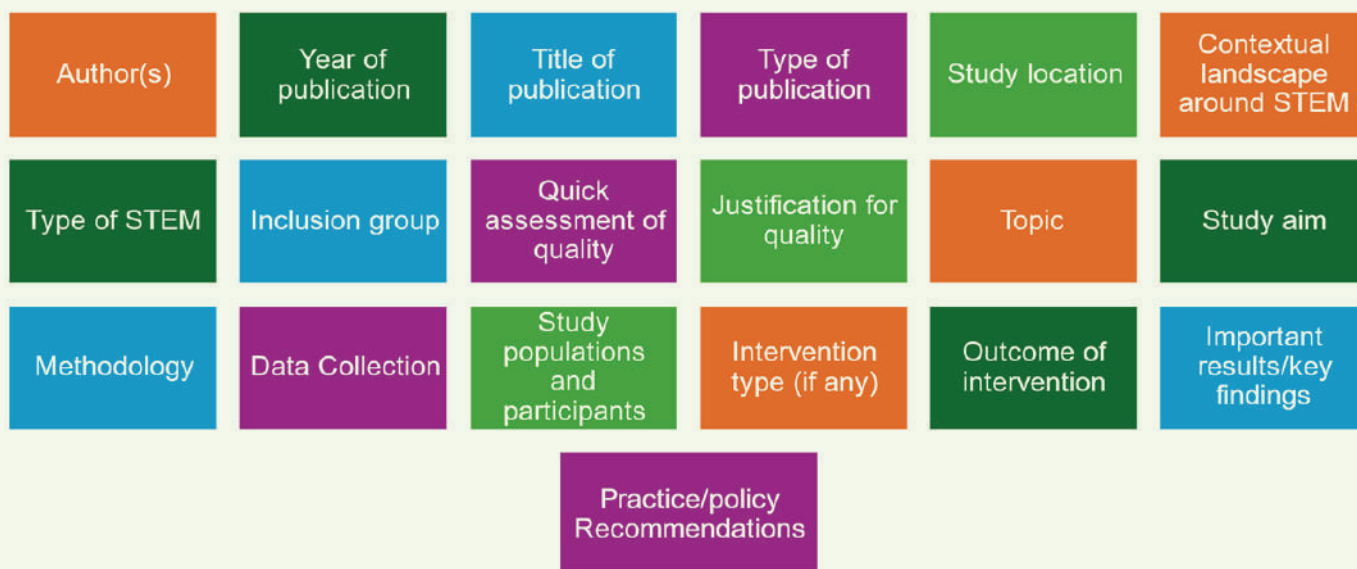 Author(s)
Year of
publication
Title of
publication
Type of
publication
Study location
Contextual
landscape
around STEM
Type of STEM
Inclusion group
Quick
assessment of
quality
Justification for
quality
Topic
Study aim
Methodology
Data Collection
Study
populations
and
participants
Intervention
type (if any)
Outcome of
intervention
Important
results/key
findings
Practice/policy
Recommendations